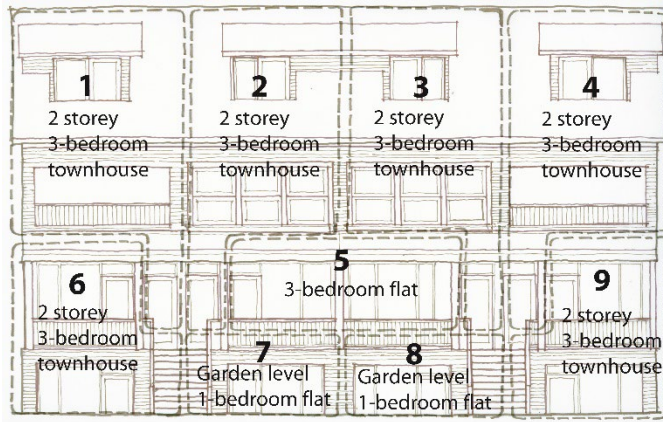 1
2 storey
3-bedroom
townhouse
2
2 storey
3-bedroom
townhouse
3
2 storey
3-bedroom
townhouse
4
2 storey
3-bedroom
townhouse
5
3-bedroom flat
6
2 storey
3-bedroom
townhouse
7
Garden level
1-bedroom flat
8
Garden level
1-bedroom flat
9
2 storey
3-bedroom
townhouse